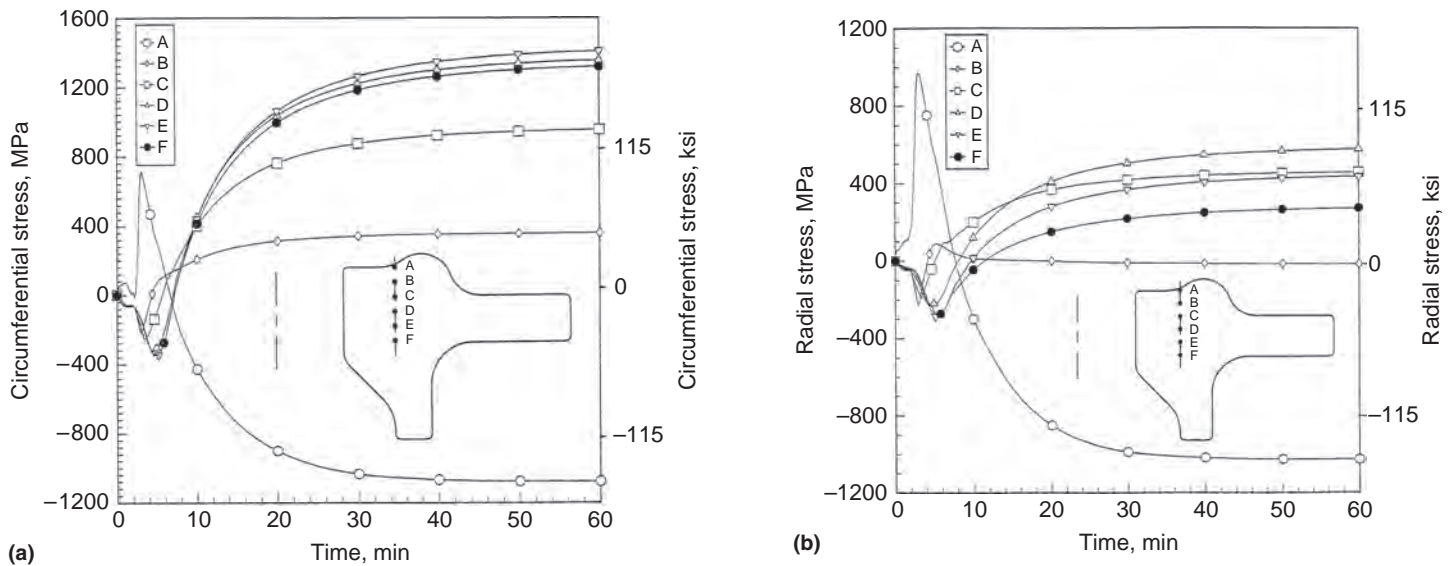 1600
1200
800
400
0
–400
–800
–1200
Circumferential stress, MPa
A
B
C
D
E
F
A
B
C
D
E
F
115
0
–115
Circumferential stress, ksi
0 10 20 30 40 50 60
Time, min
(a)
1200
800
400
0
–400
–800
–1200
Radial stress, MPa
A
B
C
D
E
F
A
B
C
D
E
F
115
0
–115
Radial stress, ksi
0 10 20 30 40 50 60
Time, min
(b)